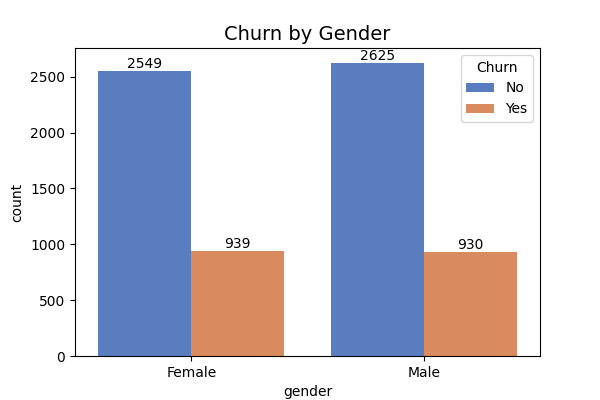 Churn by Gender
2549
2625
939
930
Churn
No
Yes
2500
2000
1500
1000
500
0
count
Female
Male
gender